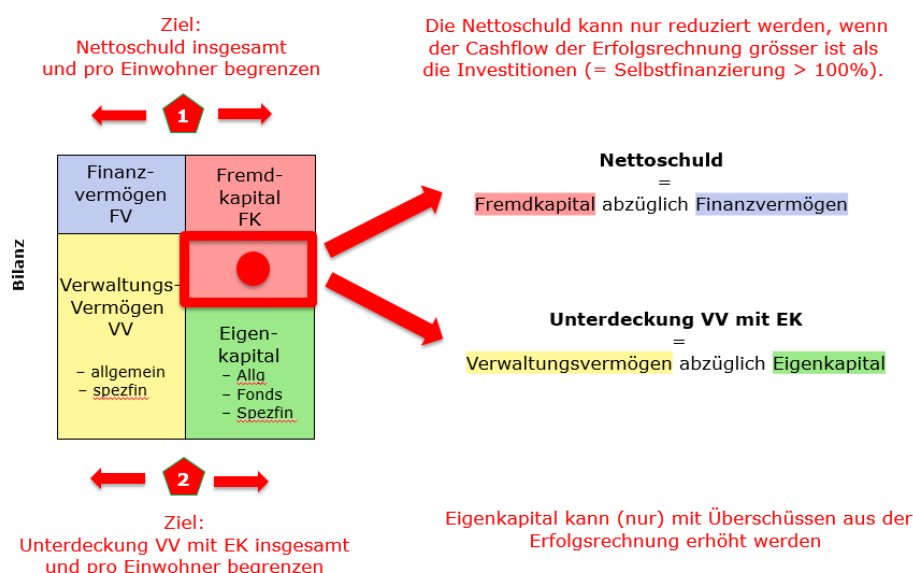 Ziel:
Nettoschuld insgesamt
und pro Einwohner begrenzen
Die Nettoschuld kann nur reduziert werden, wenn
der Cashflow der Erfolgsrechnung grösser ist als
die Investitionen (= Selbstfinanzierung > 100%).
1
Bilanz
Finanz-
vermögen
FV
Fremd-
kapital
FK
Verwaltungs-
Vermögen
VV
– allgemein
– spezfin
Eigen-
kapital
– Allg
– Fonds
– Spezfin
Nettoschuld
=
Fremdkapital abzüglich Finanzvermögen
Unterdeckung VV mit EK
=
Verwaltungsvermögen abzüglich Eigenkapital
2
Ziel:
Unterdeckung VV mit EK insgesamt
und pro Einwohner begrenzen
Eigenkapital kann (nur) mit Überschüssen aus der
Erfolgsrechnung erhöht werden